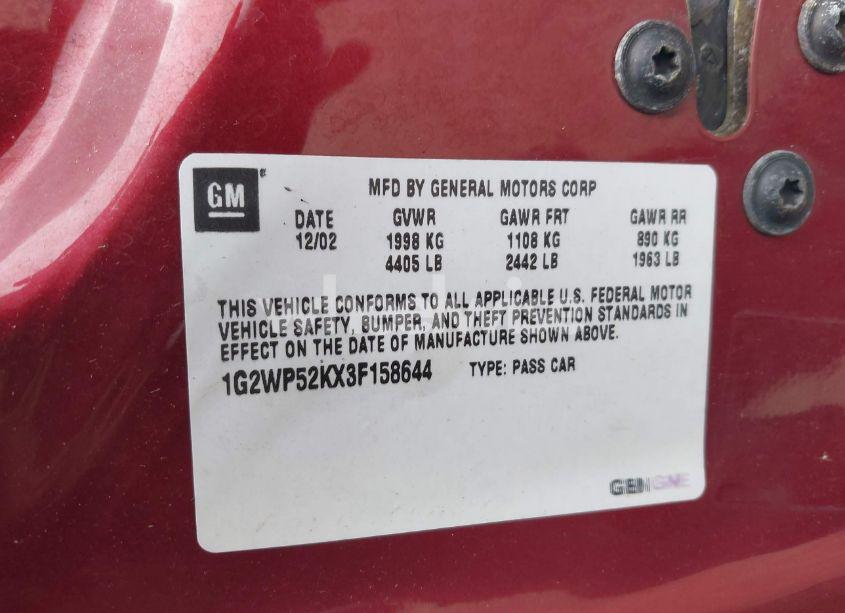 GM
MFD BY GENERAL MOTORS CORP
DATE GVWR GAWR FRT GAWR RR
12/02 1998 KG 1108 KG 890 KG
4405 LB 2442 LB 1963 LB
THIS VEHICLE CONFORMS TO ALL APPLICABLE U.S. FEDERAL MOTOR
VEHICLE SAFETY, BUMPER, AND THEFT PREVENTION STANDARDS IN
EFFECT ON THE DATE OF MANUFACTURE SHOWN ABOVE.
1G2WP52KX3F158644 TYPE: PASS CAR